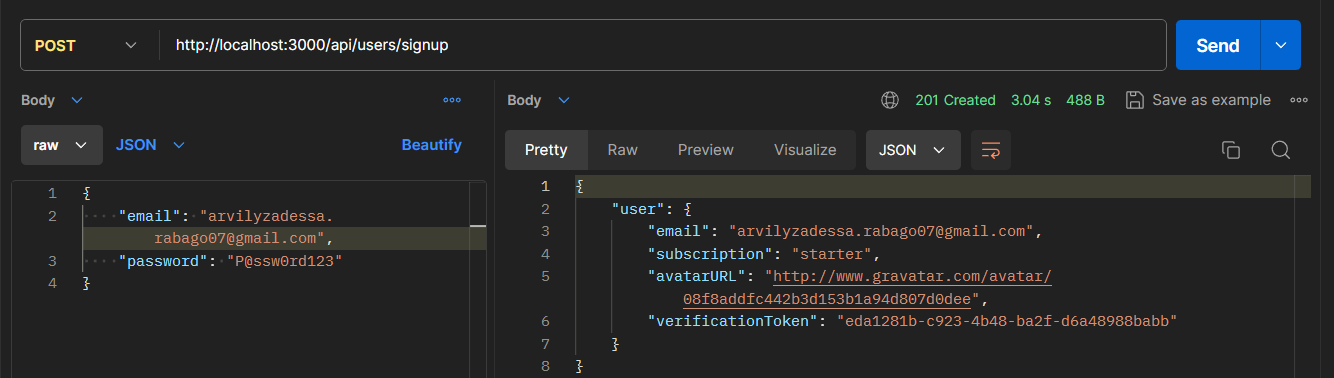 POST http://localhost:3000/api/users/signup Send
Body
raw JSON Beautify
1 {
2 "email": "arvilyzadessa.
rabago07@gmail.com",
3 "password": "P@ssw0rd123"
4 }
Body 201 Created 3.04 s 488 B Save as example
Pretty Raw Preview Visualize JSON
1 {
2 "user": {
3 "email": "arvilyzadessa.rabago07@gmail.com",
4 "subscription": "starter",
5 "avatarURL": "http://www.gravatar.com/avatar/
08f8addfc442b3d153b1a94d807d0dee",
6 "verificationToken": "eda1281b-c923-4b48-ba2f-d6a48988babb"
7 }
8 }